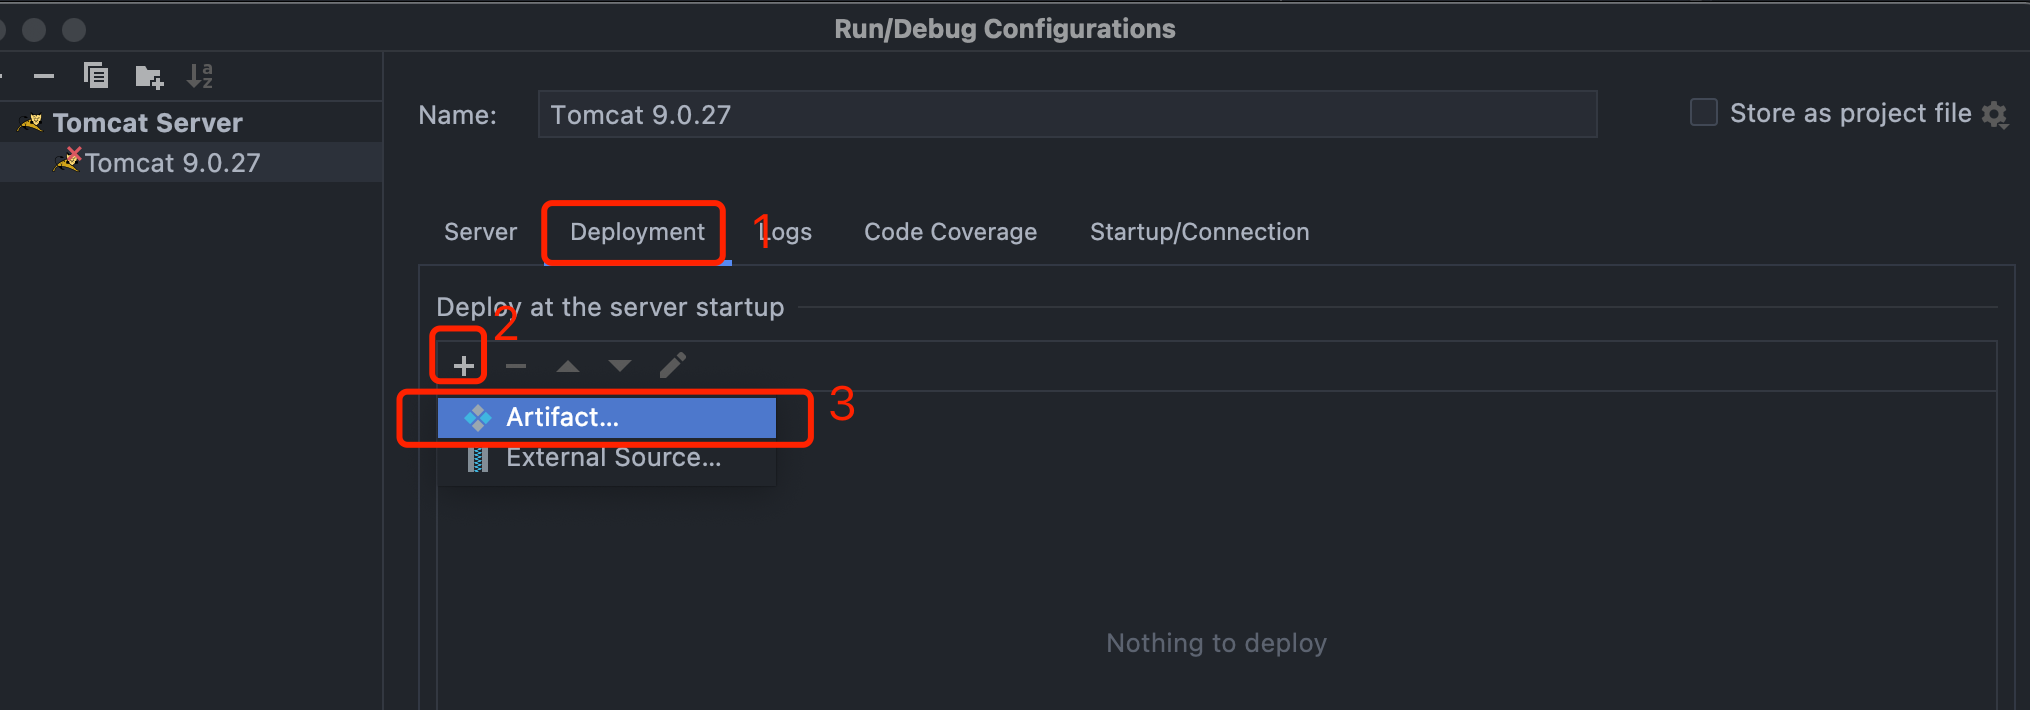 Run/Debug Configurations
Tomcat Server
Tomcat 9.0.27
Name: Tomcat 9.0.27 Store as project file
Server Deployment 1 Logs Code Coverage Startup/Connection
Deploy at the server startup
2
Artifact... 3
External Source...
Nothing to deploy